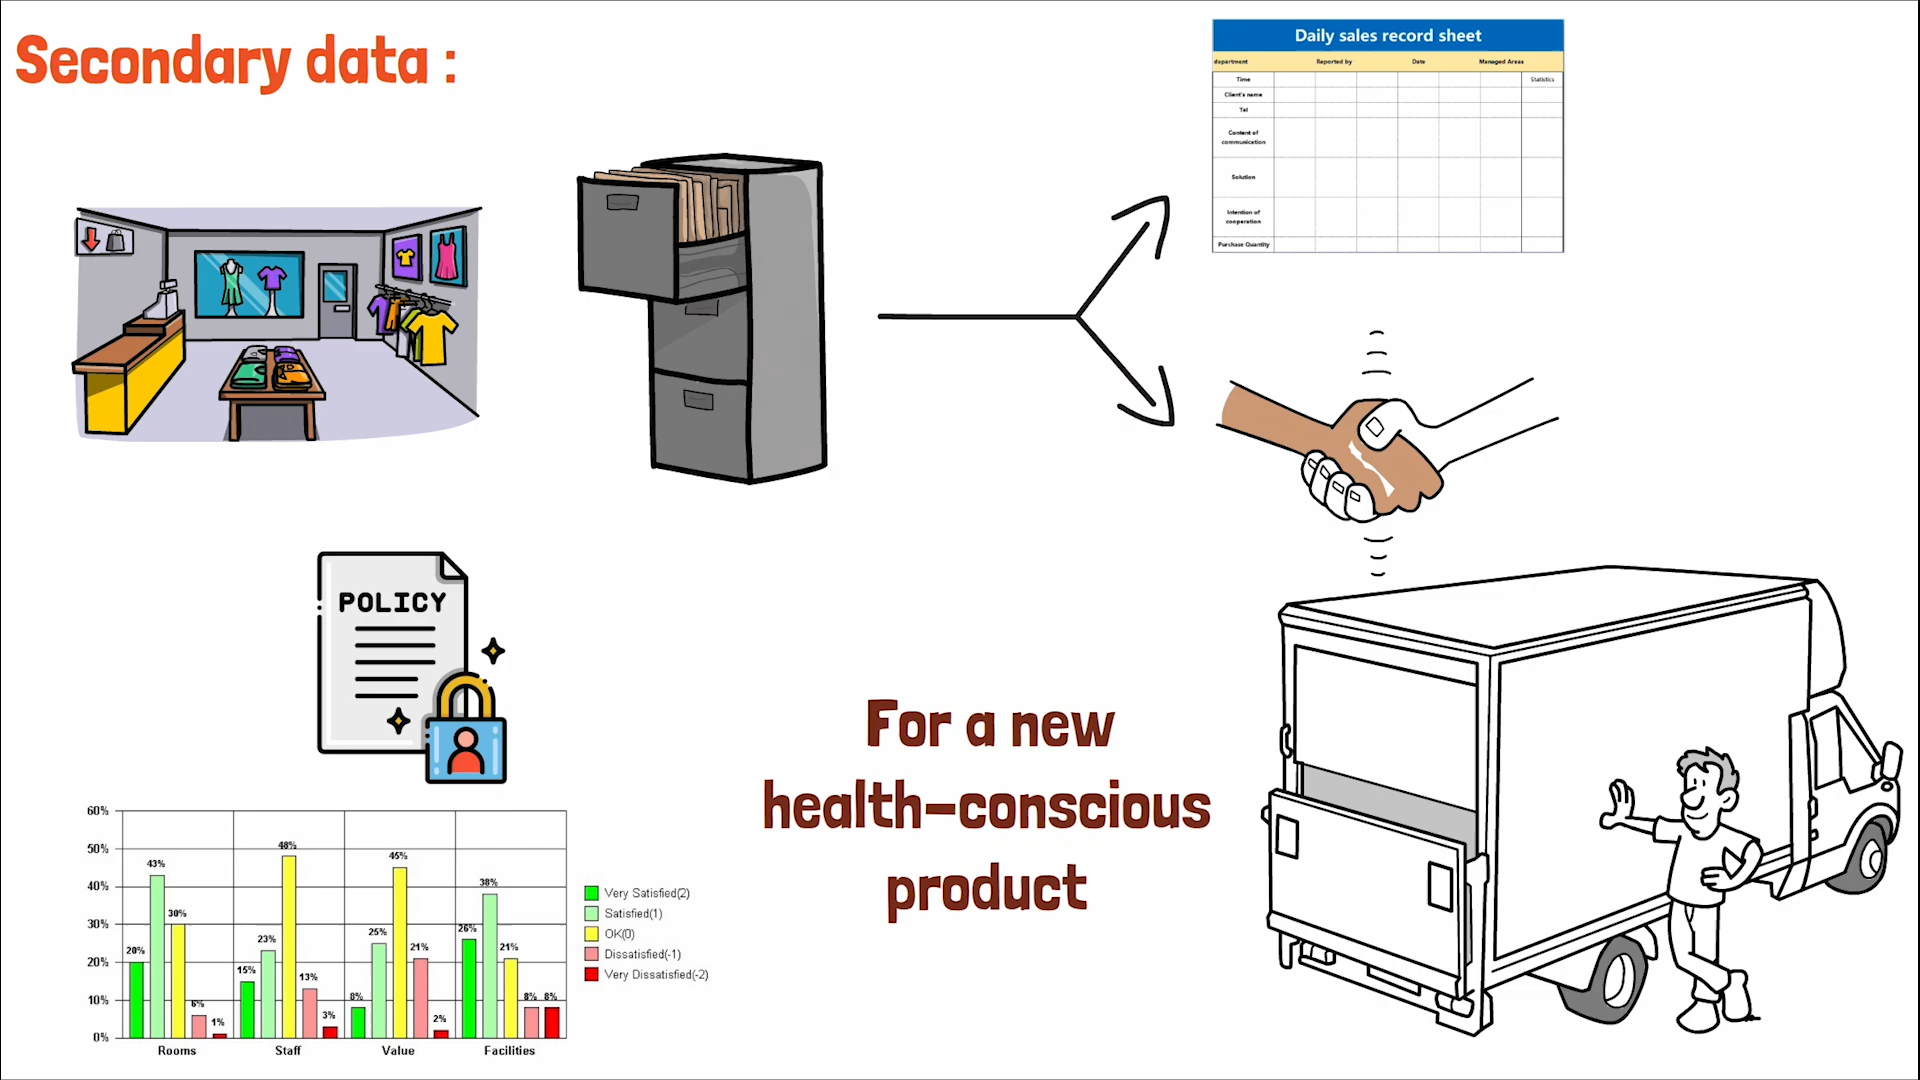 Secondary data :
Daily sales record sheet
department Reported by Date Managed Areas
Time Statistics
Client's name
Tel
Content of
communication
Solution
Intention of
cooperation
Purchase Quantity
POLICY
For a new
health-conscious
product
60%
50%
40%
30%
20%
10%
0%
20% 43% 30% 6% 1%
15% 23% 48% 13% 3%
8% 25% 45% 21% 2%
26% 38% 21% 8% 8%
Rooms Staff Value Facilities
Very Satisfied(2)
Satisfied(1)
OK(0)
Dissatisfied(-1)
Very Dissatisfied(-2)